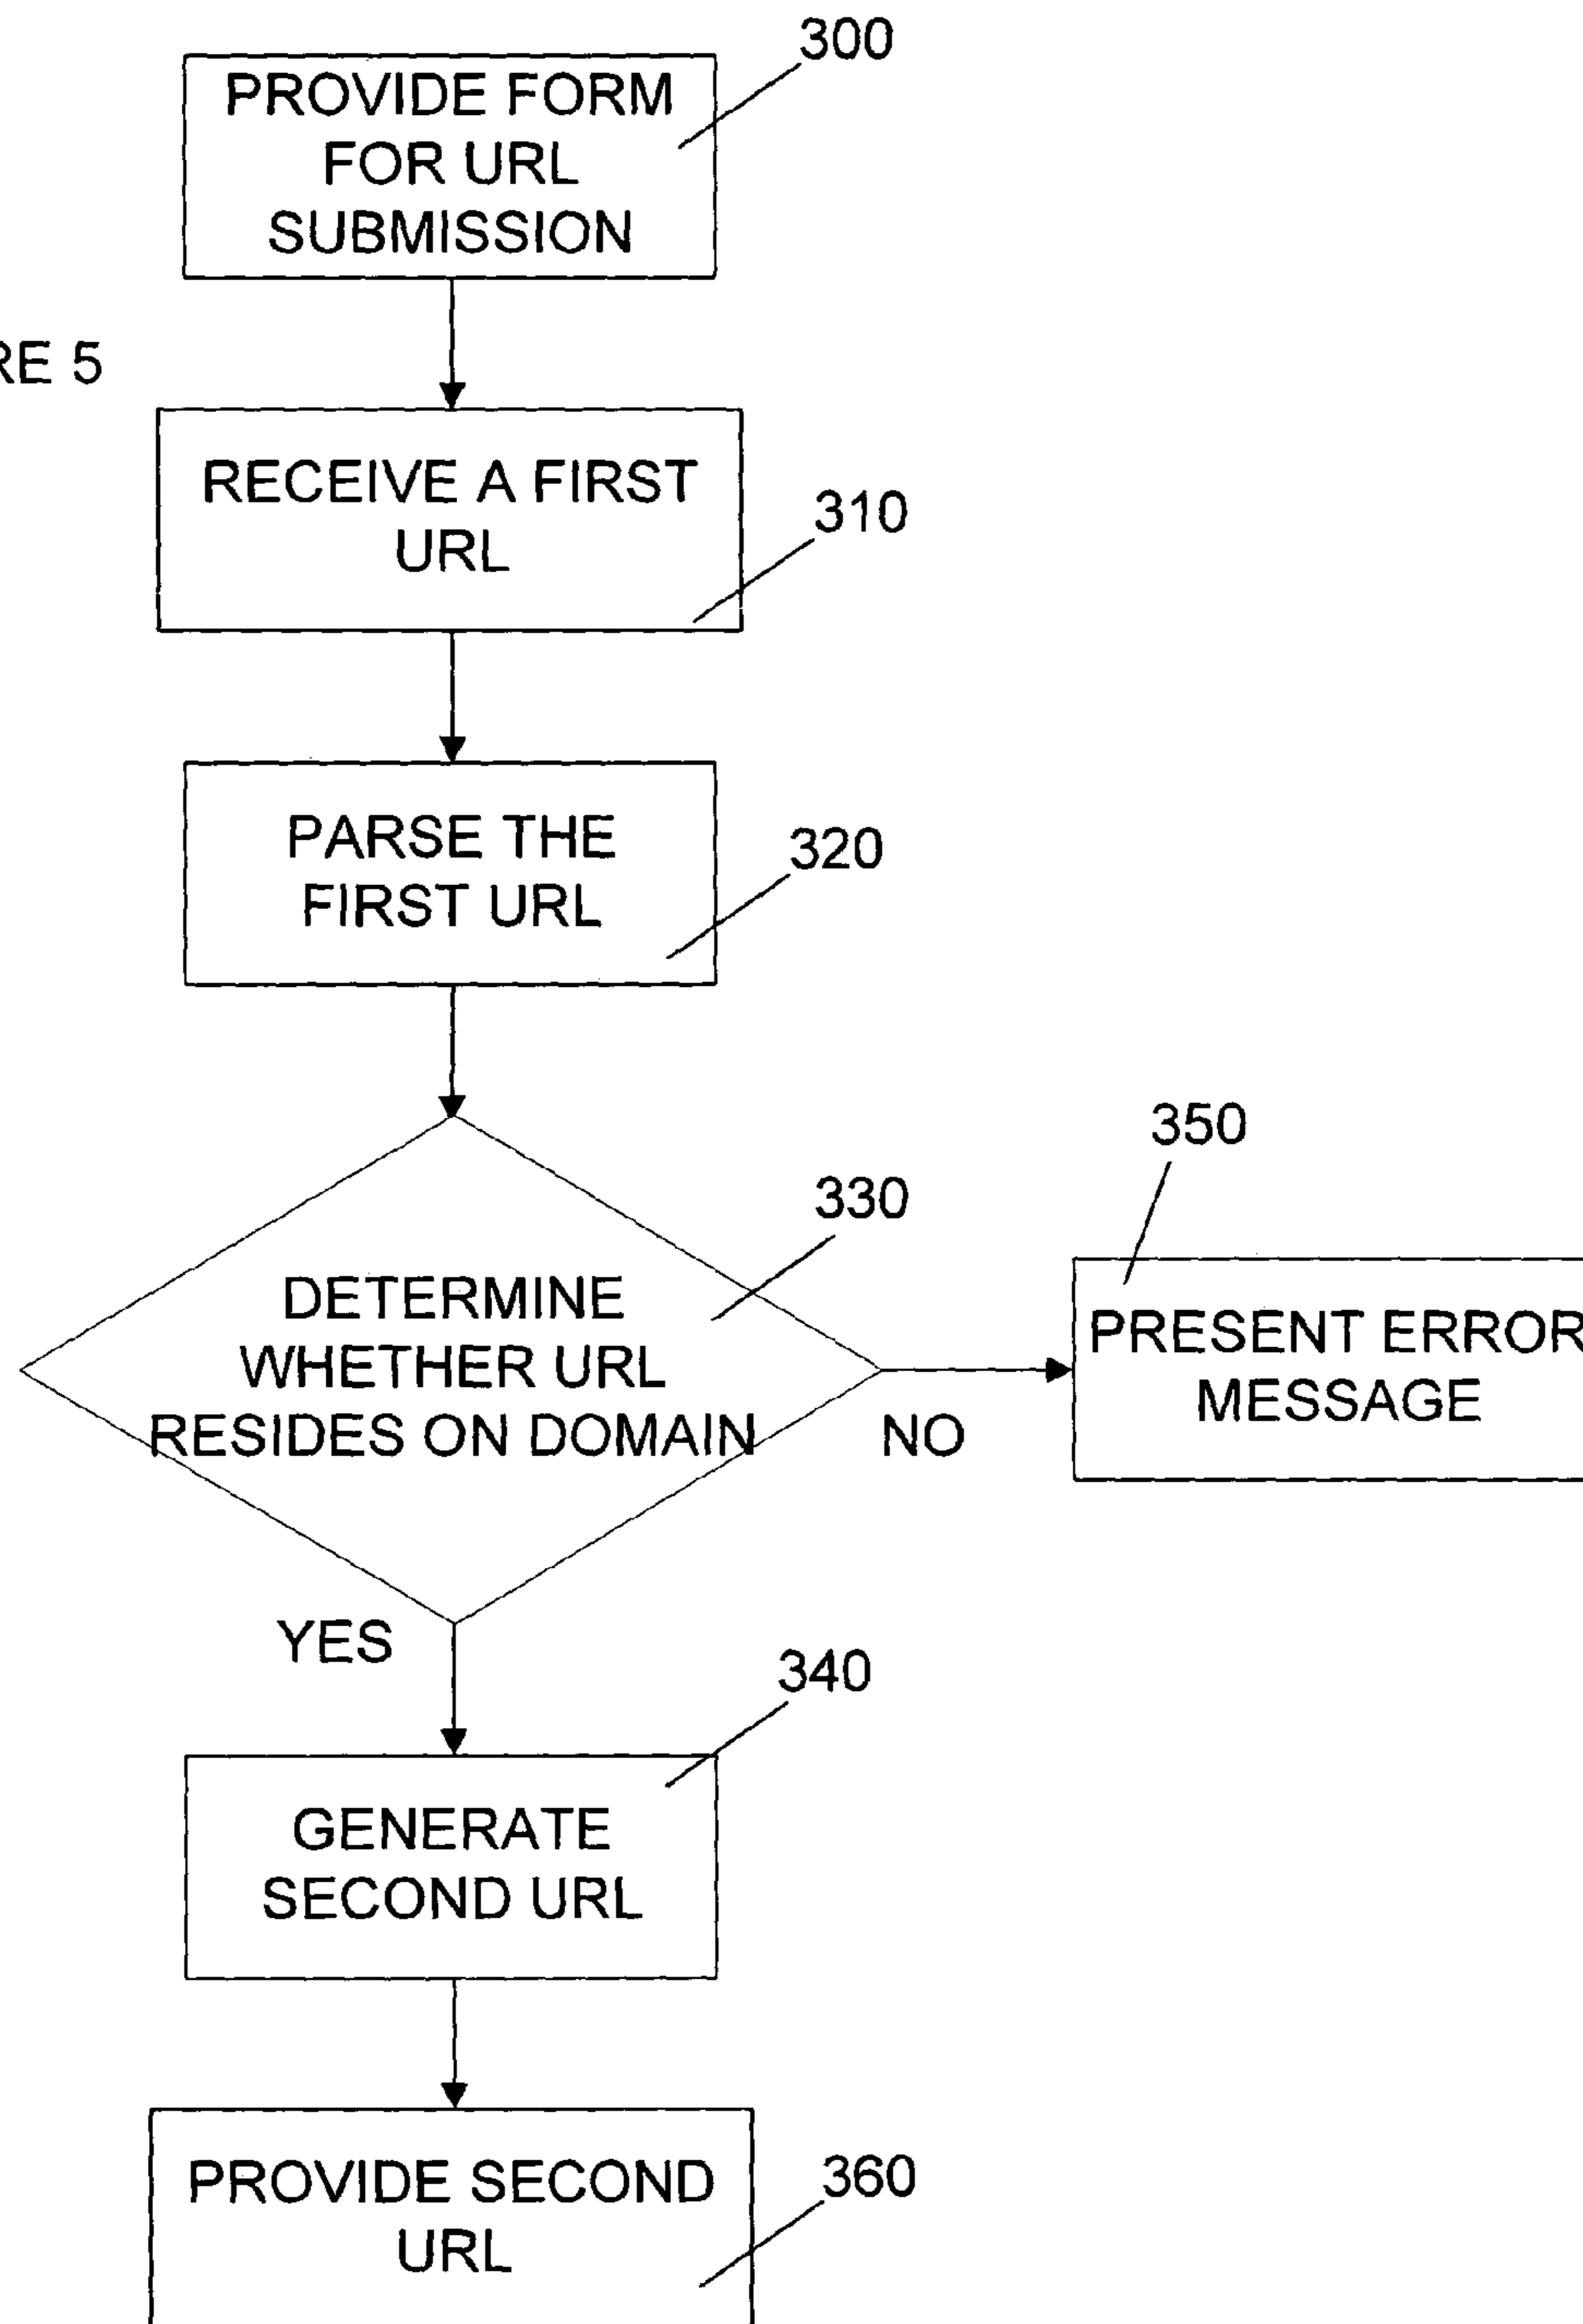 300
PROVIDE FORM
FOR URL
SUBMISSION
RE 5
RECEIVE A FIRST
URL
310
PARSE THE
FIRST URL
320
330
DETERMINE
WHETHER URL
RESIDES ON DOMAIN
NO
350
PRESENT ERROR
MESSAGE
YES
340
GENERATE
SECOND URL
PROVIDE SECOND
URL
360